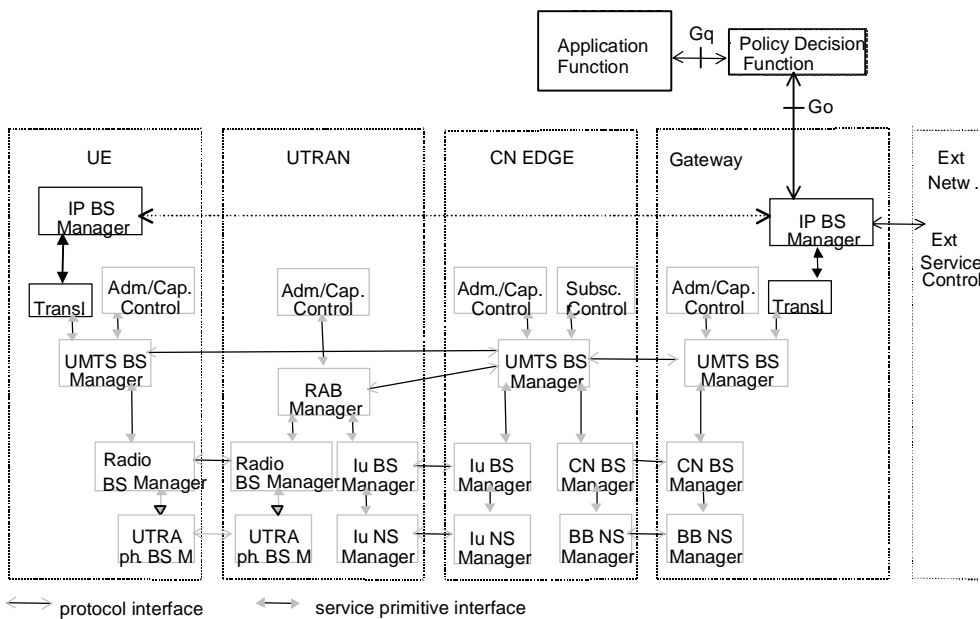 Application
Function
Gq
Policy Decision
Function
Go
UE
UTRAN
CN EDGE
Gateway
Ext
Netw .
IP BS
Manager
IP BS
Manager
Ext
Service
Control
Transl
Adm/Cap.
Control
Adm/Cap.
Control
Adm./Cap.
Control
Subsc.
Control
Adm/Cap.
Control
Transl
UMTS BS
Manager
UMTS BS
Manager
UMTS BS
Manager
RAB
Manager
Radio
BS Manager
Radio
BS Manager
Iu BS
Manager
Iu BS
Manager
CN BS
Manager
CN BS
Manager
UTRA
ph. BS M
UTRA
ph. BS M
Iu NS
Manager
Iu NS
Manager
BB NS
Manager
BB NS
Manager
protocol interface
service primitive interface